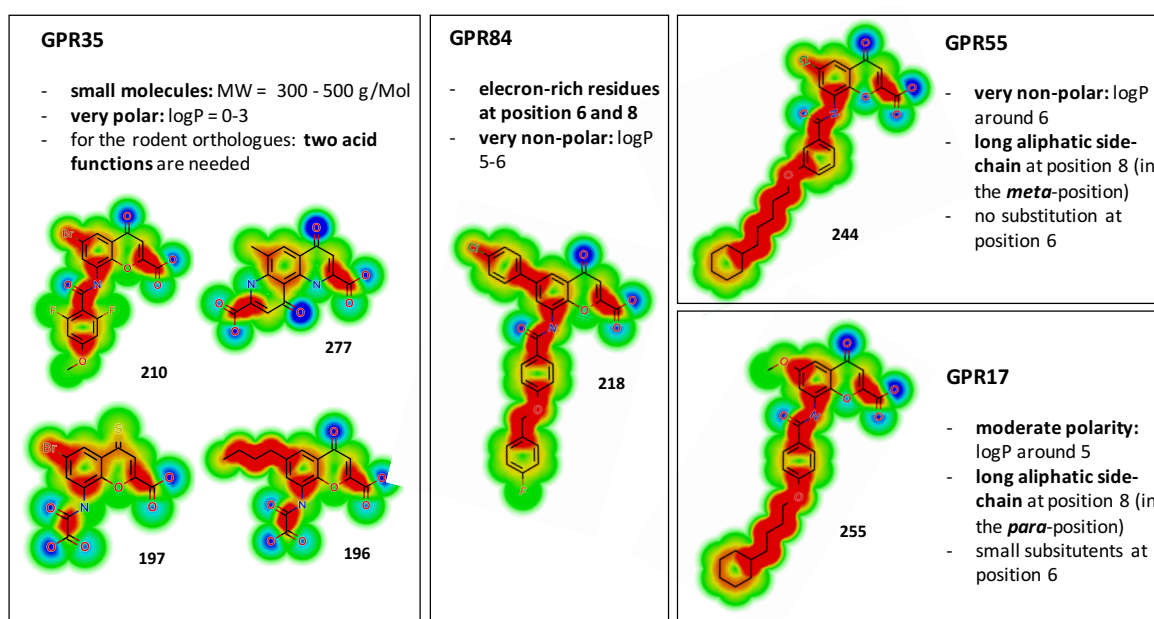 GPR35
- small molecules: MW = 300 - 500 g/Mol
- very polar: logP = 0-3
- for the rodent orthologues: two acid
functions are needed
210
277
197
196
GPR84
- elecron-rich residues
at position 6 and 8
- very non-polar: logP
5-6
218
GPR55
- very non-polar: logP
around 6
- long aliphatic side-
chain at position 8 (in
the meta-position)
- no substitution at
position 6
244
GPR17
- moderate polarity:
logP around 5
- long aliphatic side-
chain at position 8 (in
the para-position)
- small subsitutents at
position 6
255